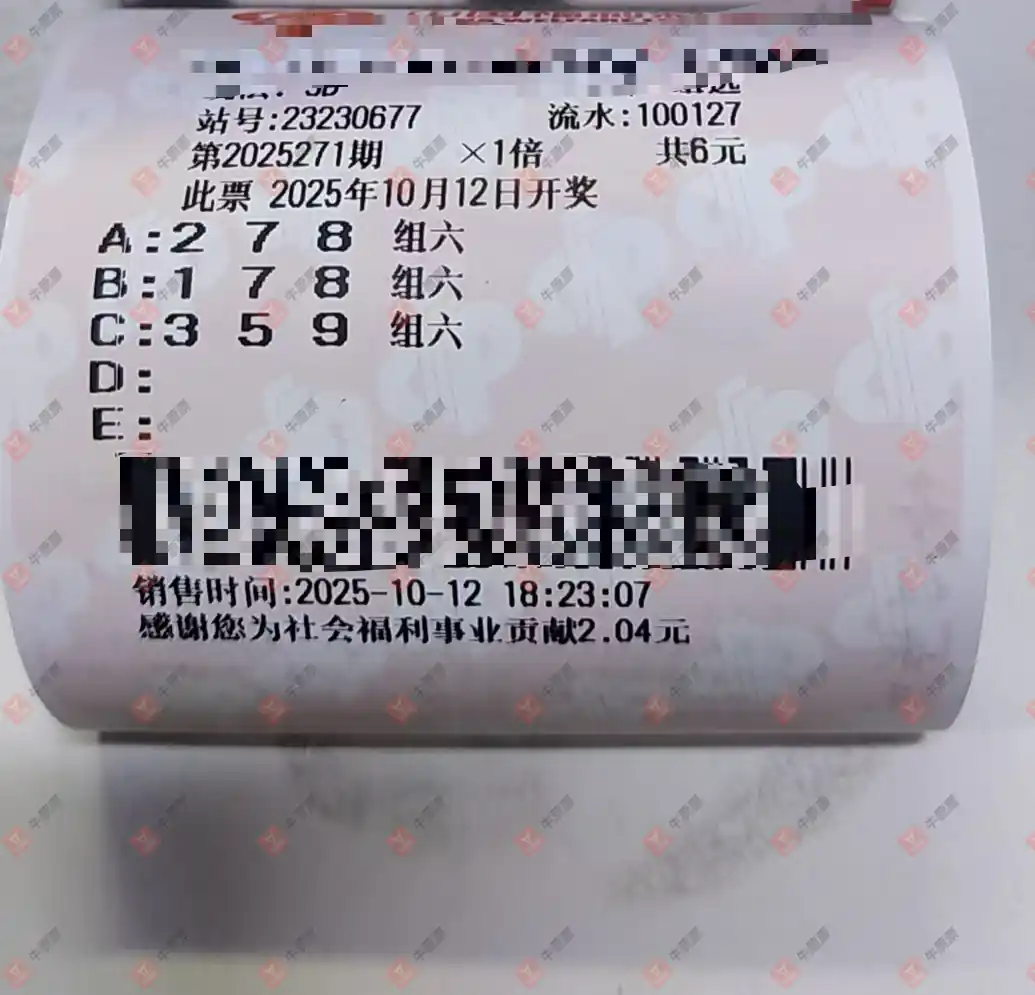 站号:23230677 流水:100127
第2025271期 ×1倍 共6元
此票 2025年10月12日开奖
A:2 7 8 组六
B:1 7 8 组六
C:3 5 9 组六
D:
E:
销售时间:2025-10-12 18:23:07
感谢您为社会福利事业贡献2.04元